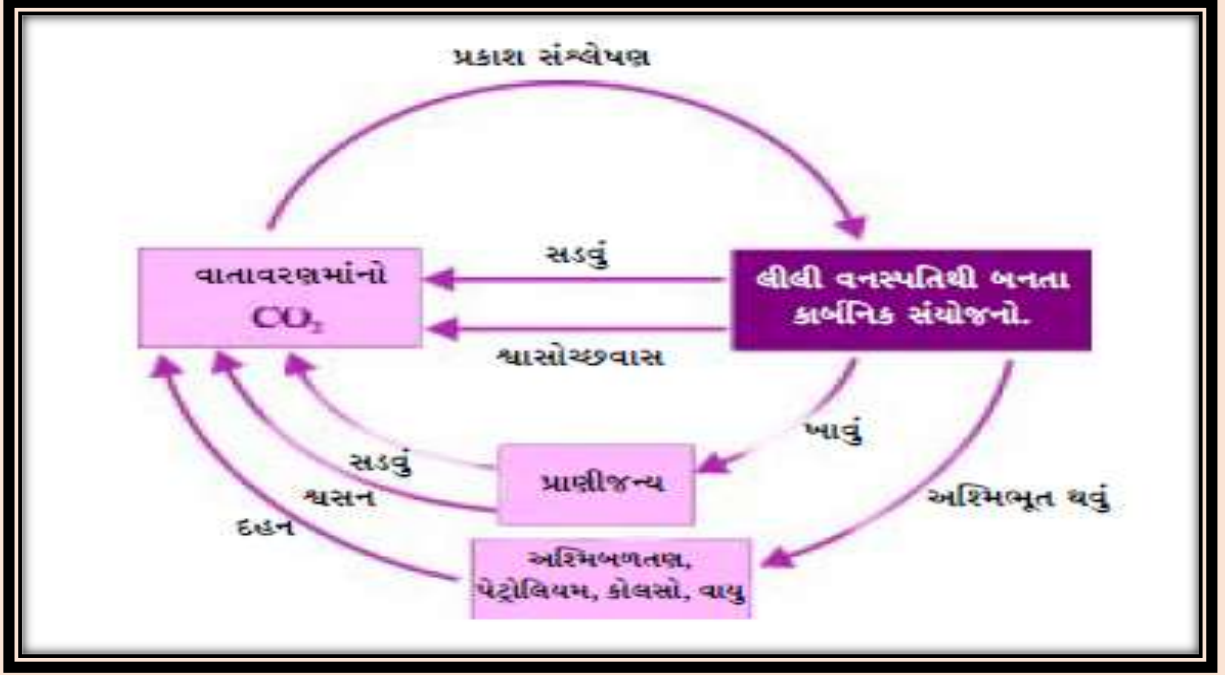 પ્રકાશ સંશ્લેષણ
સડવું
વાતાવરણમાંનો
CO₂
લીલી વનસ્પતિથી બનતા
કાર્બનિક સંયોજનો.
શ્વાસોચ્છવાસ
ખાવું
સડવું
પ્રાણીજન્ય
શ્વસન
અશ્મિભૂત થવું
દહન
અશ્મિબળતણ,
પેટ્રોલિયમ, કોલસો, વાયુ